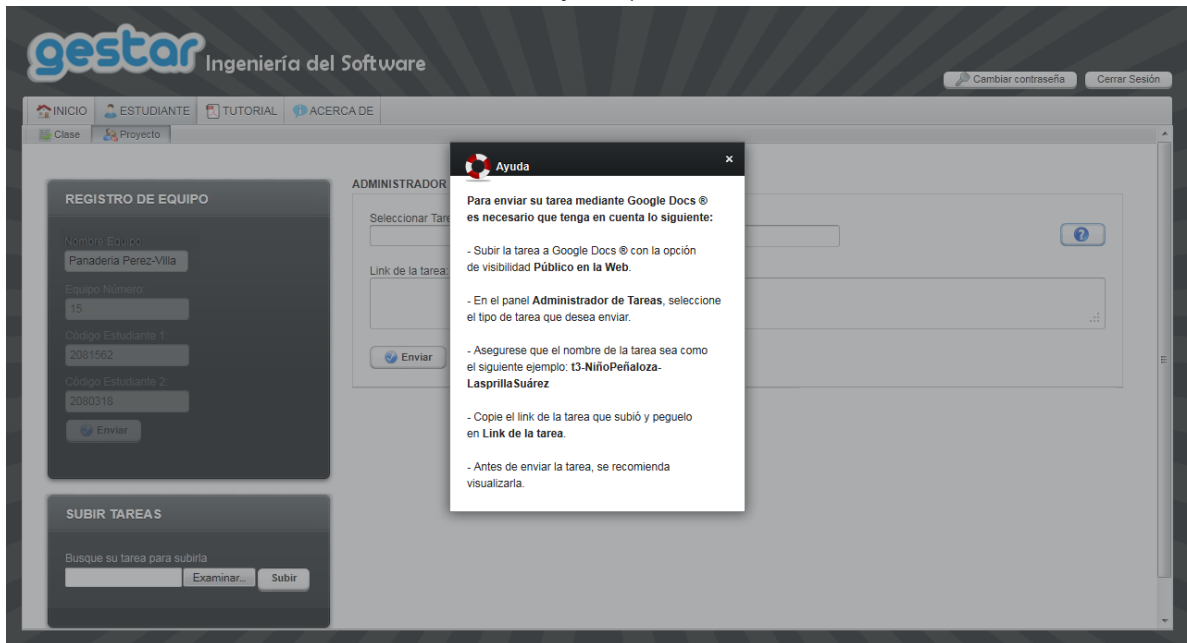 gestar Ingeniería del Software
Cambiar contraseña
Cerrar Sesión
INICIO ESTUDIANTE TUTORIAL ACERCA DE
Clase Proyecto
REGISTRO DE EQUIPO
Nombre Equipo:
Panaderia Perez-Villa
Equipo Número:
15
Código Estudiante 1:
2081562
Código Estudiante 2:
2080318
Enviar
SUBIR TAREAS
Busque su tarea para subirla
Examinar... Subir
ADMINISTRADOR
Seleccionar Tare
Link de la tarea:
Enviar
Ayuda
Para enviar su tarea mediante Google Docs ®
es necesario que tenga en cuenta lo siguiente:
- Subir la tarea a Google Docs ® con la opción
de visibilidad Público en la Web.
- En el panel Administrador de Tareas, seleccione
el tipo de tarea que desea enviar.
- Asegurese que el nombre de la tarea sea como
el siguiente ejemplo: t3-NiñoPeñaloza-
LasprillaSuárez
- Copie el link de la tarea que subió y peguelo
en Link de la tarea.
- Antes de enviar la tarea, se recomienda
visualizarla.